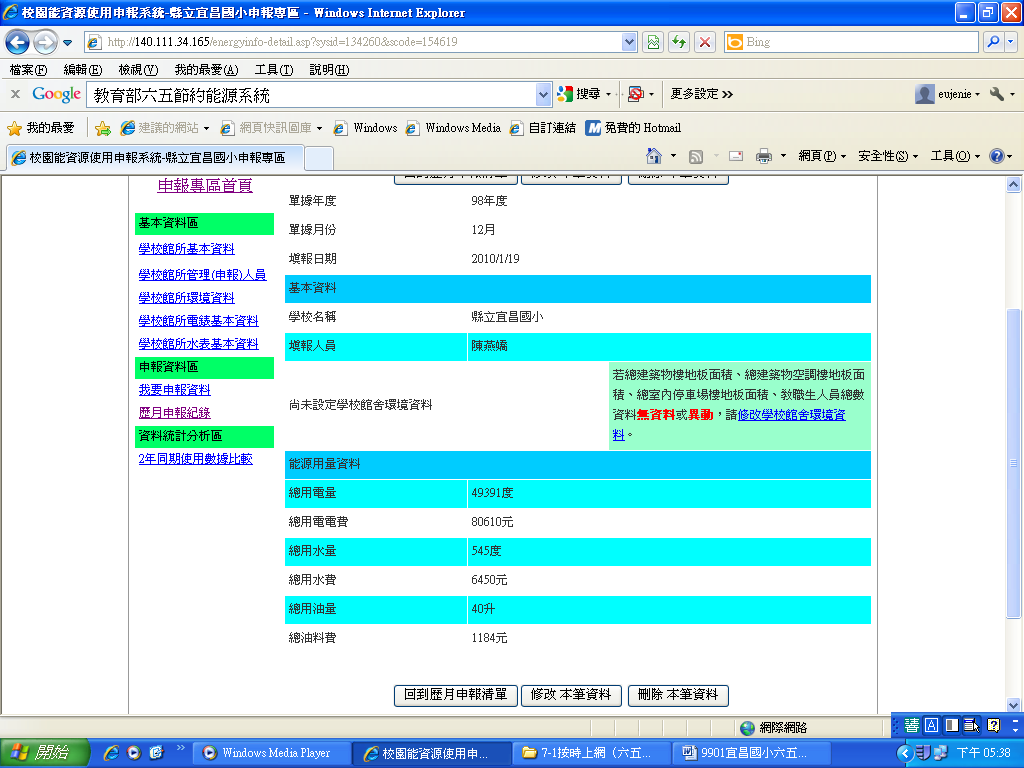 校園能資源使用申報系統-縣立宜昌國小申報專區 - Windows Internet Explorer
http://140.111.34.165/energyinfo-detail.asp?sysid=134260&scode=154619
Bing
檔案(F) 編輯(E) 檢視(V) 我的最愛(A) 工具(T) 說明(H)
x Google 教育部六五節約能源系統 搜尋 更多設定 >> eujenie
我的最愛 建議的網站 網頁快訊圖庫 Windows Windows Media 自訂連結 免費的 Hotmail
校園能資源使用申報系統-縣立宜昌國小申報專區
網頁(P) 安全性(S) 工具(O)
申報專區首頁
基本資料區
學校館所基本資料
學校館所管理(申報)人員
學校館所環境資料
學校館所電錶基本資料
學校館所水表基本資料
申報資料區
我要申報資料
歷月申報紀錄
資料統計分析區
2年同期使用數據比較
回到歷月申報清單 修改 本筆資料 刪除 本筆資料
單據年度 98年度
單據月份 12月
填報日期 2010/1/19
基本資料
學校名稱 縣立宜昌國小
填報人員 陳燕嬌
尚未設定學校館舍環境資料
若總建築物樓地板面積、總建築物空調樓地板面
積、總室內停車場樓地板面積、教職生人員總數
資料無資料或異動，請修改學校館舍環境資
料。
能源用量資料
總用電量 49391度
總用電電費 80610元
總用水量 545度
總用水費 6450元
總用油量 40升
總油料費 1184元
回到歷月申報清單 修改 本筆資料 刪除 本筆資料
網際網路
開始 Windows Media Player 校園能資源使用申... 7-1按時上網（六五... 9901宜昌國小六五... 下午 05:38